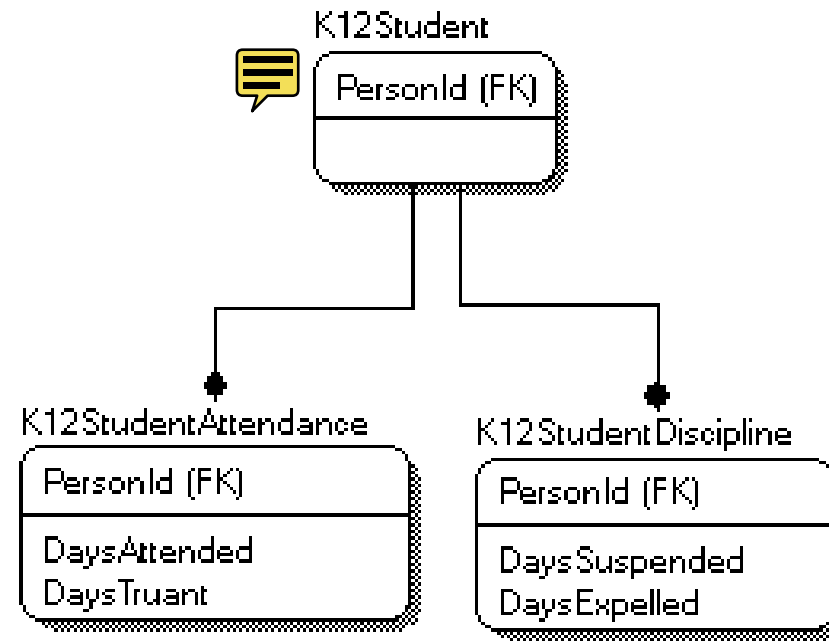 K12Student
PersonId (FK)
K12StudentAttendance
PersonId (FK)
DaysAttended
DaysTruant
K12StudentDiscipline
PersonId (FK)
DaysSuspended
DaysExpelled